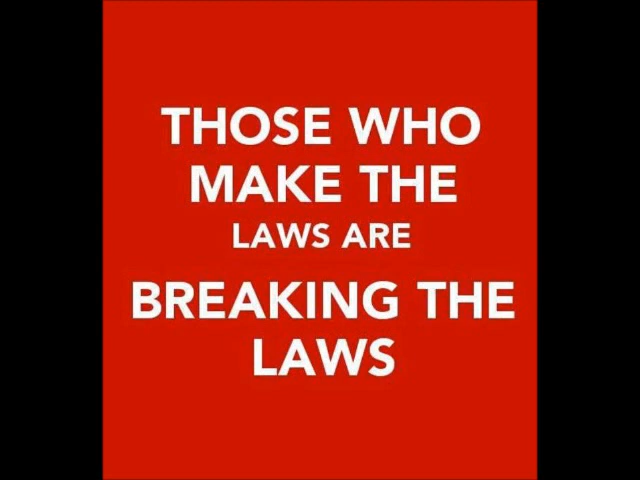 THOSE WHO
MAKE THE
LAWS ARE
BREAKING THE
LAWS